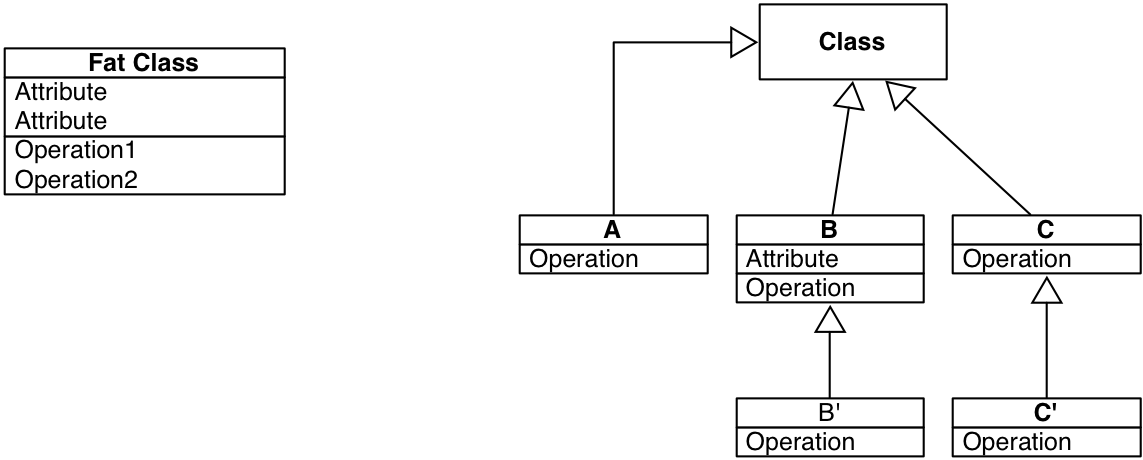 Fat Class
Attribute
Attribute
Operation1
Operation2
Class
A
Operation
B
Attribute
Operation
C
Operation
B'
Operation
C'
Operation